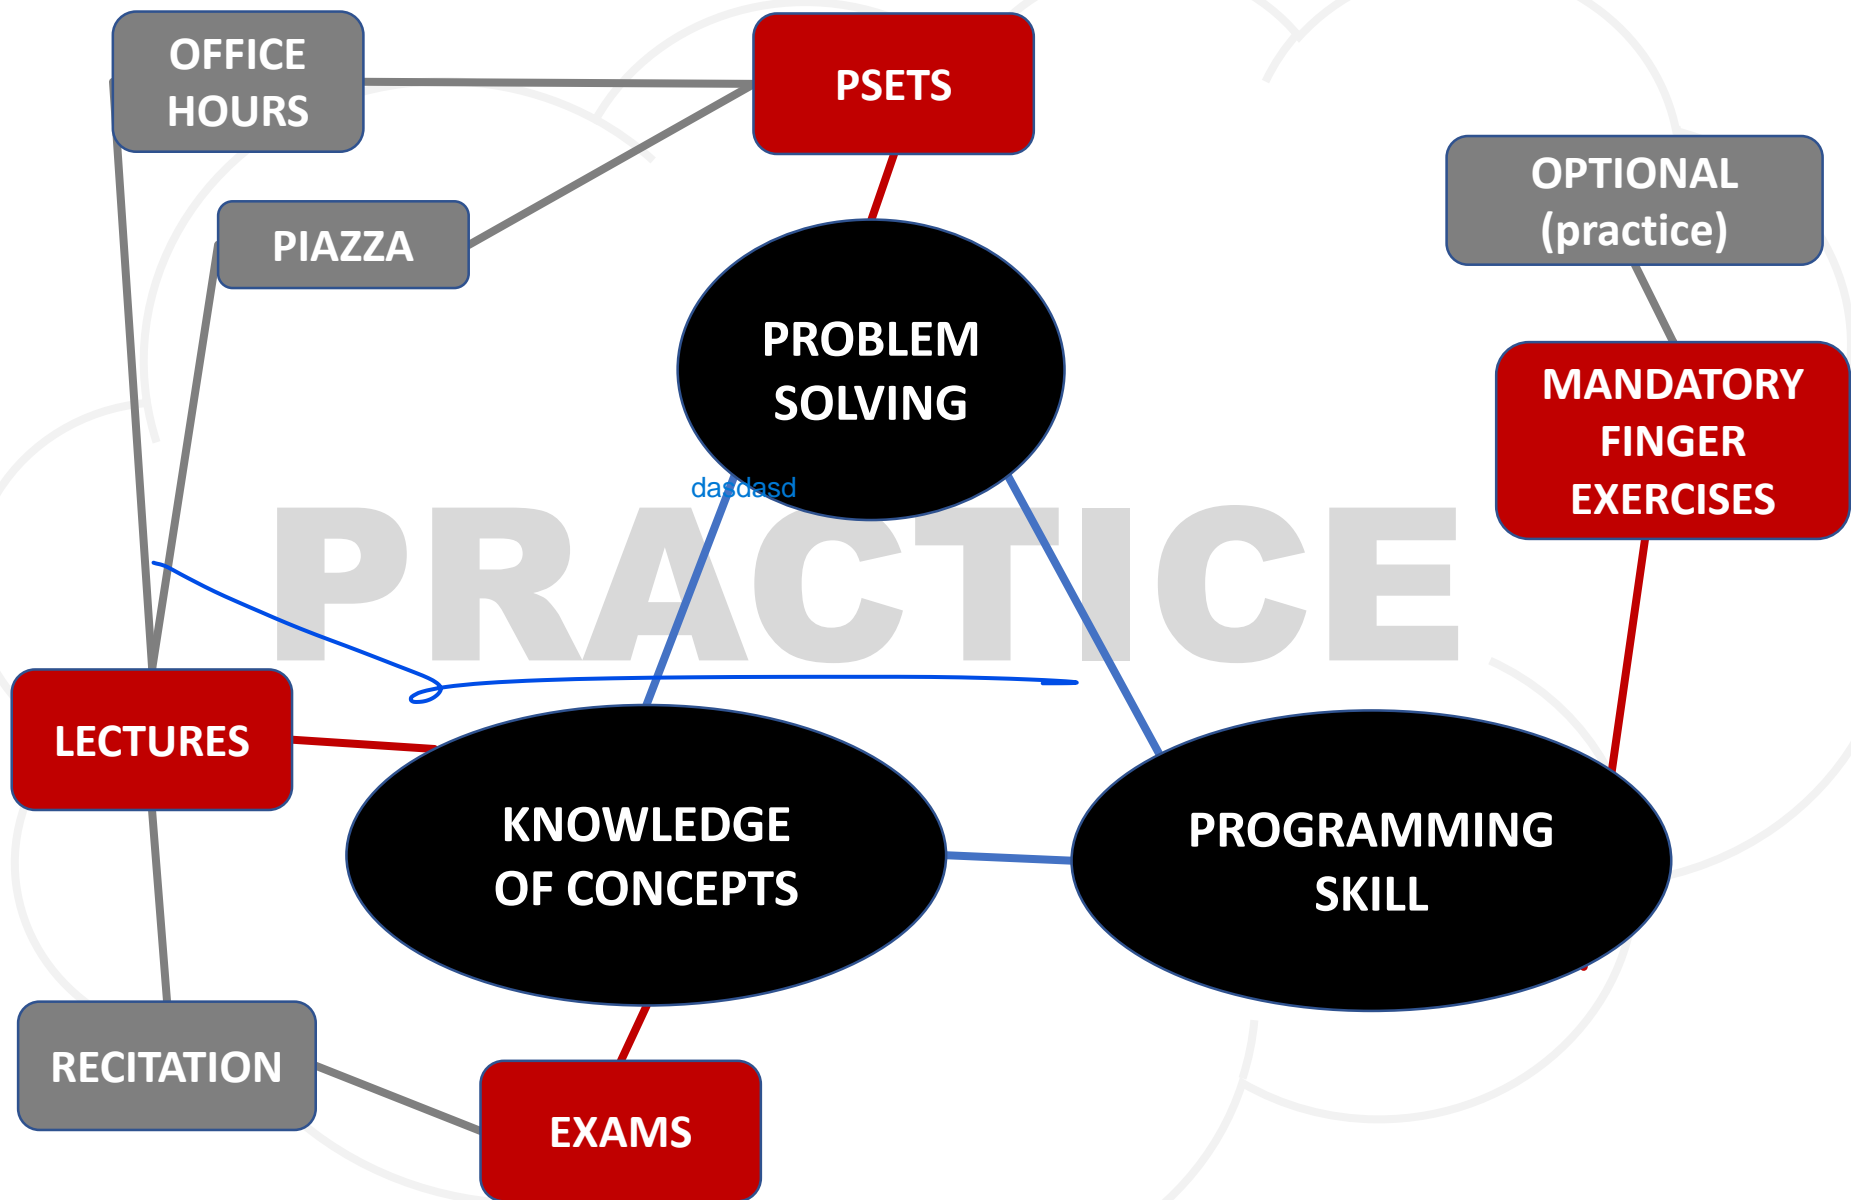 OFFICE
HOURS
PSETS
OPTIONAL
(practice)
PIAZZA
PROBLEM
SOLVING
MANDATORY
FINGER
EXERCISES
dasdasd
PRACTICE
LECTURES
KNOWLEDGE
OF CONCEPTS
PROGRAMMING
SKILL
RECITATION
EXAMS